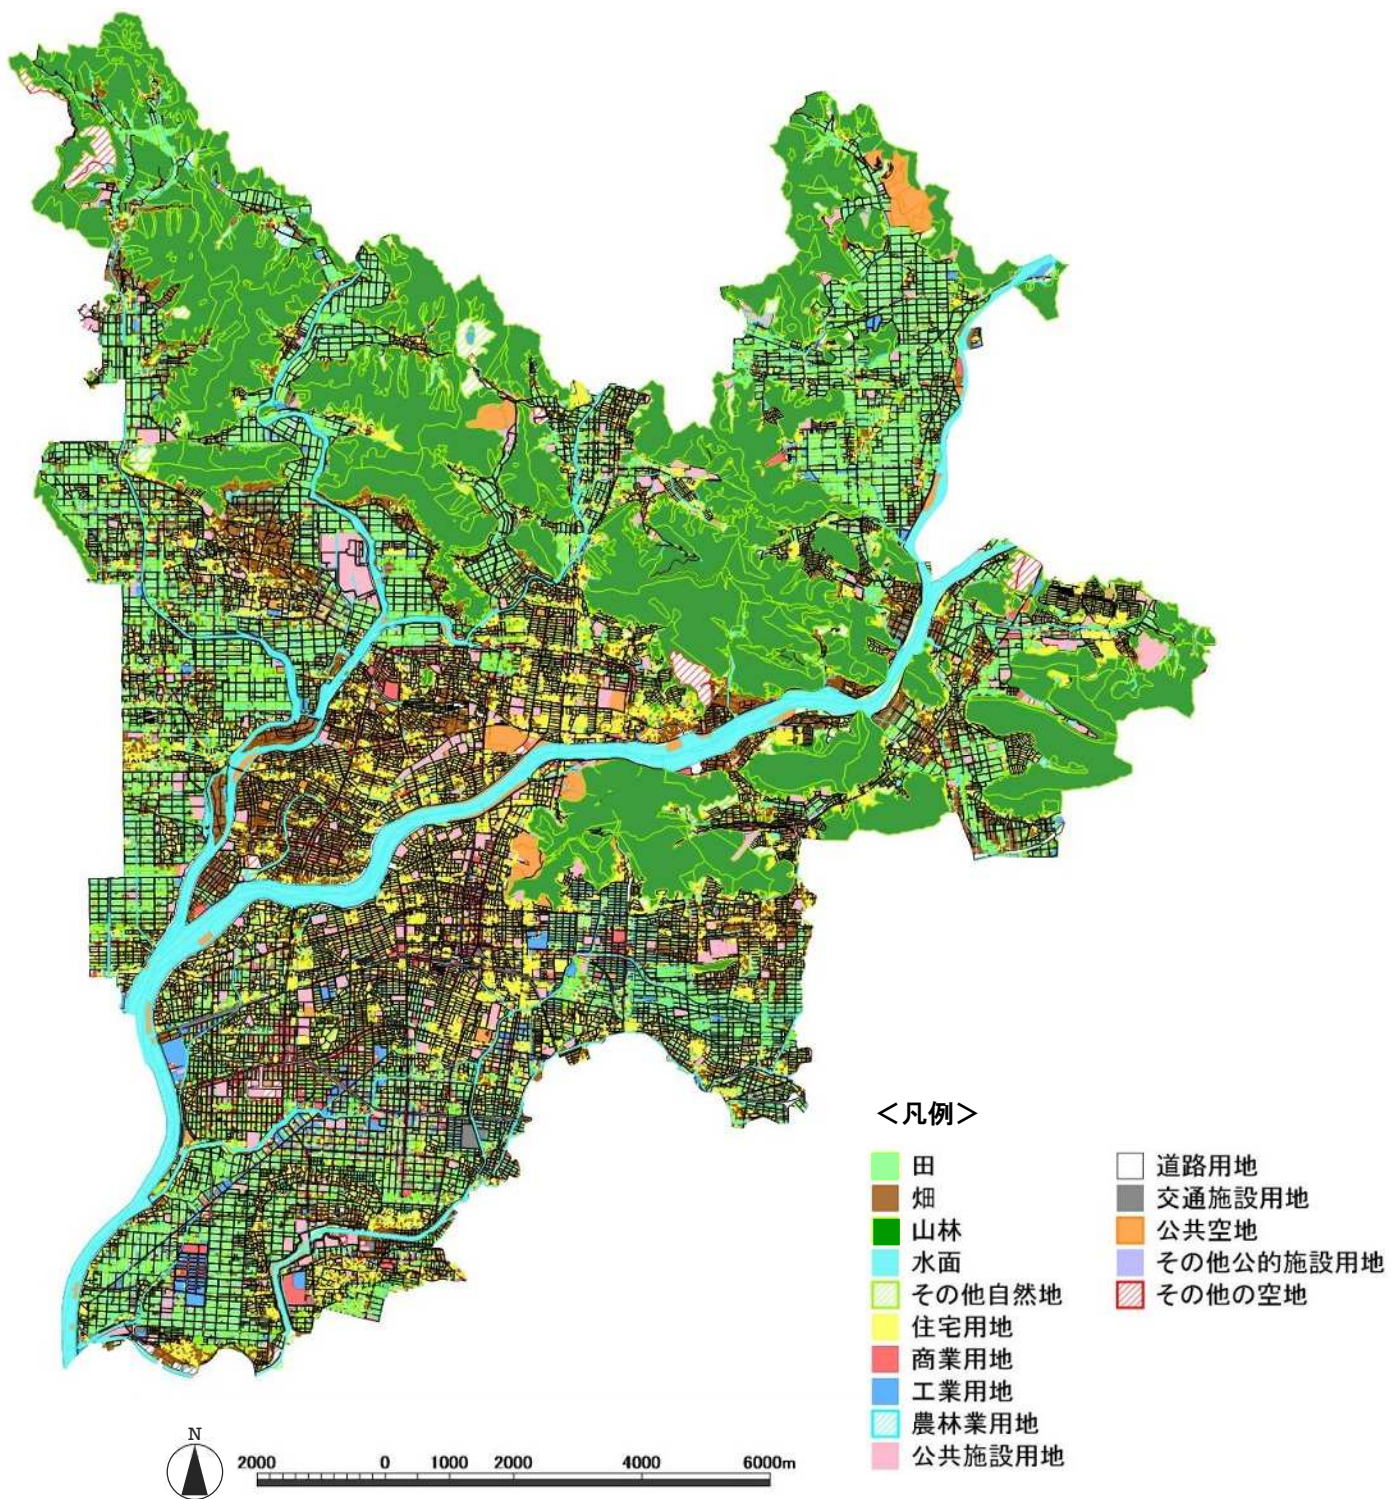 <凡例>
田
畑
山林
水面
その他自然地
住宅用地
商業用地
工業用地
農林業用地
公共施設用地
道路用地
交通施設用地
公共空地
その他公的施設用地
その他の空地
N
2000 0 1000 2000 4000 6000m